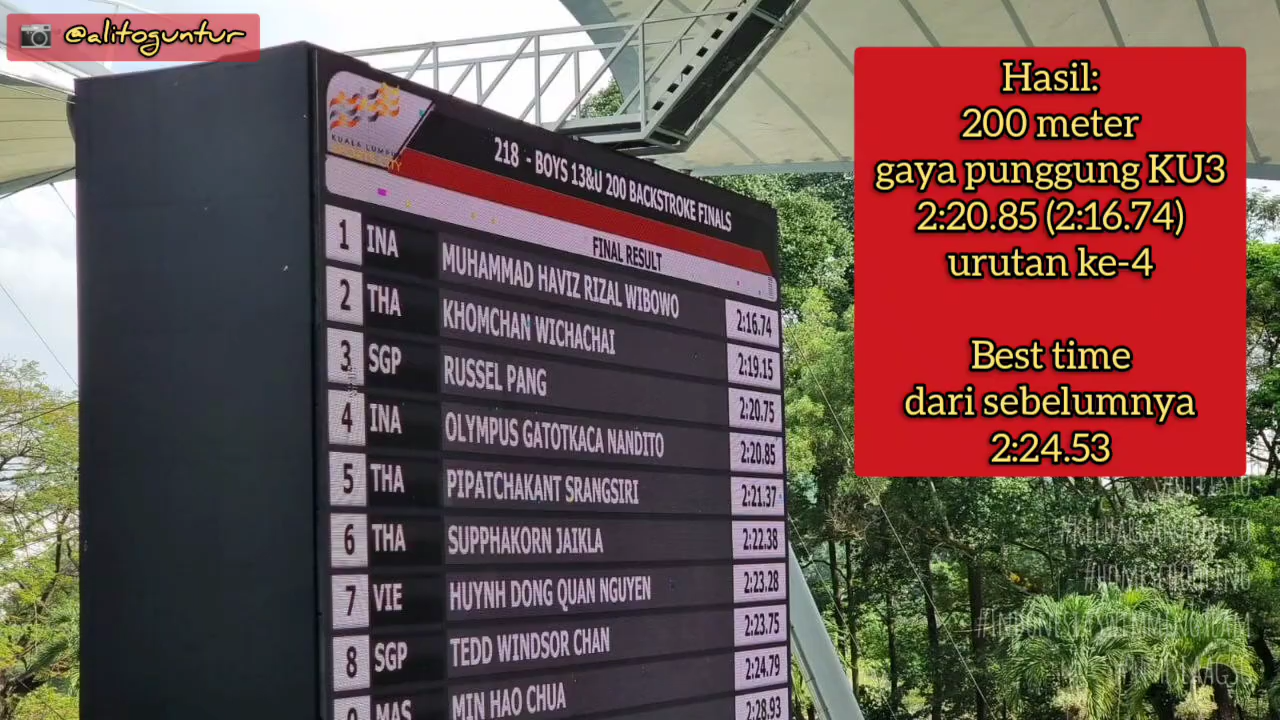 @alitoguntur
KUALA LUMPUR
SPORTS CITY
218 - BOYS 13&U 200 BACKSTROKE FINALS
FINAL RESULT
1 INA MUHAMMAD HAVIZ RIZAL WIBOWO 2:16.74
2 THA KHOMCHAN WICHACHAI 2:19.15
3 SGP RUSSEL PANG 2:20.75
4 INA OLYMPUS GATOTKACA NANDITO 2:20.85
5 THA PIPATCHAKANT SRANGSIRI 2:21.37
6 THA SUPPHAKORN JAIKLA 2:22.38
7 VIE HUYNH DONG QUAN NGUYEN 2:23.28
8 SGP TEDD WINDSOR CHAN 2:23.75
9 MAS MIN HAO CHUA 2:24.79
2:28.93
Hasil:
200 meter
gaya punggung KU3
2:20.85 (2:16.74)
urutan ke-4
Best time
dari sebelumnya
2:24.53
#HOMESCHOOLING